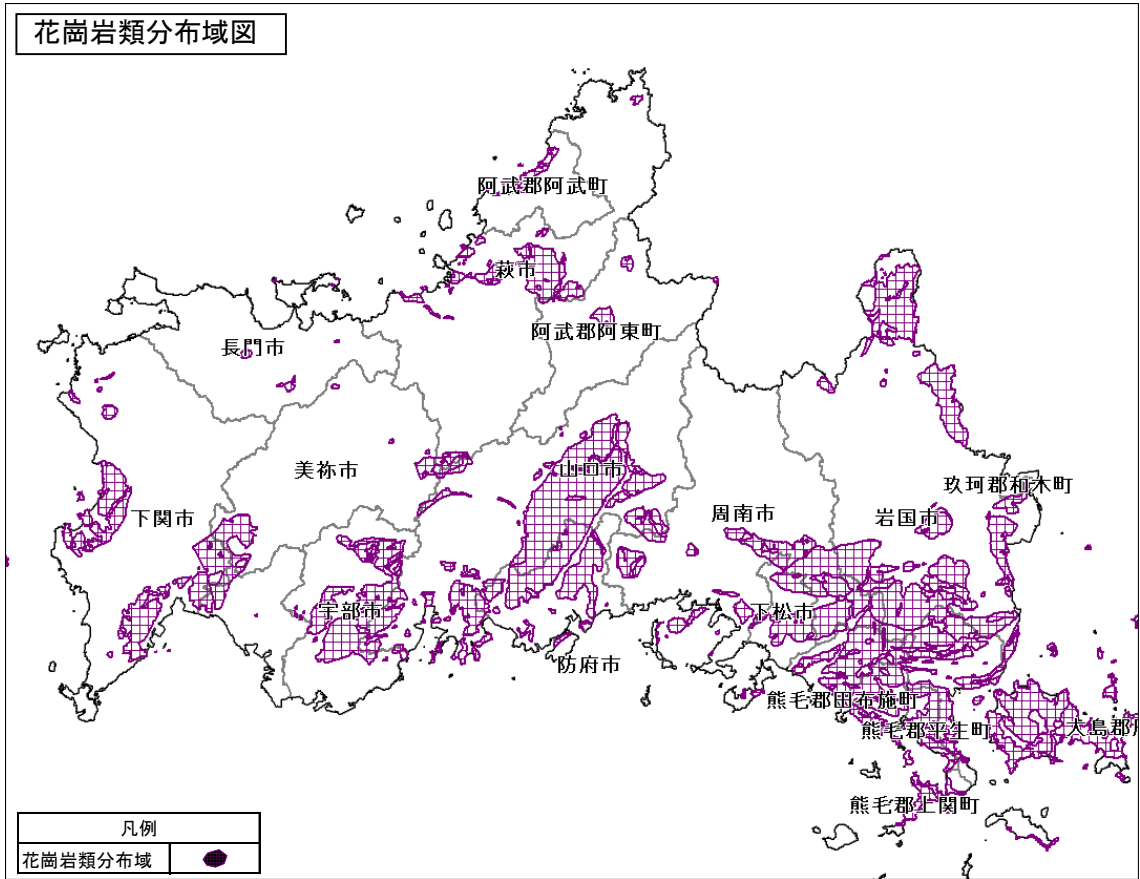 花崗岩類分布域図
阿武郡阿武町
萩市
阿武郡阿東町
長門市
美祢市
山口市
玖珂郡和木町
下関市
周南市
岩国市
宇部市
下松市
防府市
熊毛郡田布施町
熊毛郡平生町
大島郡
熊毛郡上関町
凡例
花崗岩類分布域